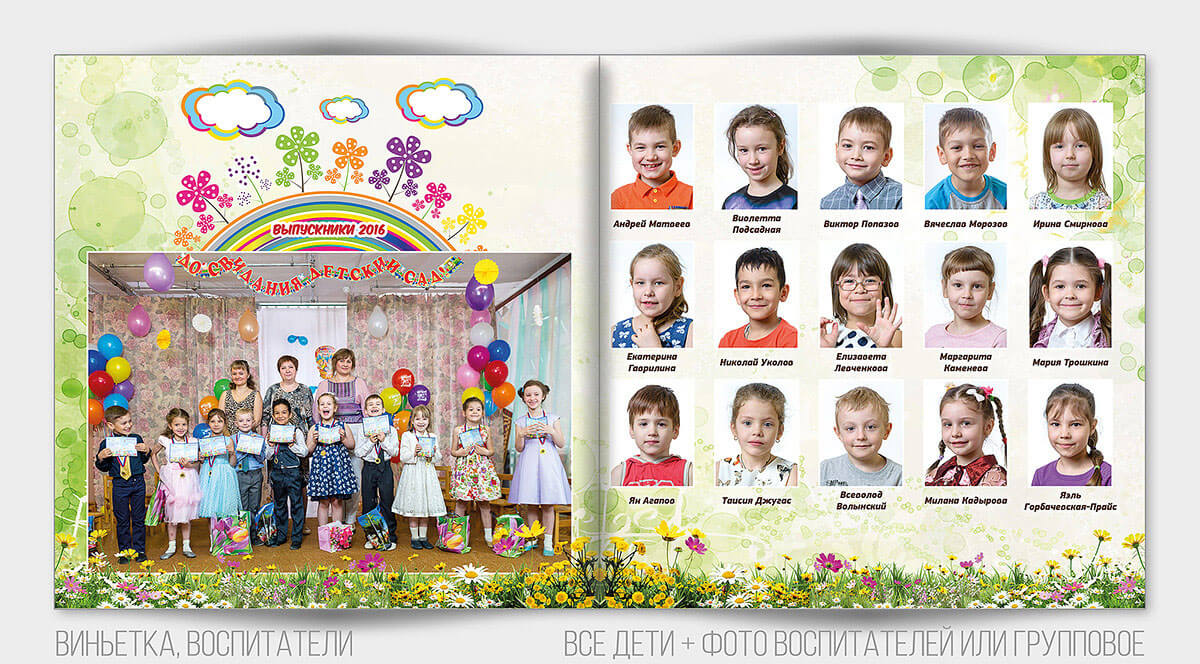 ВЫПУСКНИКИ 2016
ДО СВИДАНИЯ ДЕТСКИЙ САД!!!
Андрей Матвеев
Виолетта
Подсадная
Виктор Попазов
Вячеслав Морозов
Ирина Смирнова
Екатерина
Гаврилина
Николай Уколов
Елизавета
Левченкова
Маргарита
Каменева
Мария Трошкина
Ян Агапов
Таисия Джугас
Всеволод
Волынский
Милана Кадырова
Яэль
Горбачевская-Прайс
ВИНЬЕТКА, ВОСПИТАТЕЛИ
ВСЕ ДЕТИ + ФОТО ВОСПИТАТЕЛЕЙ ИЛИ ГРУППОВОЕ